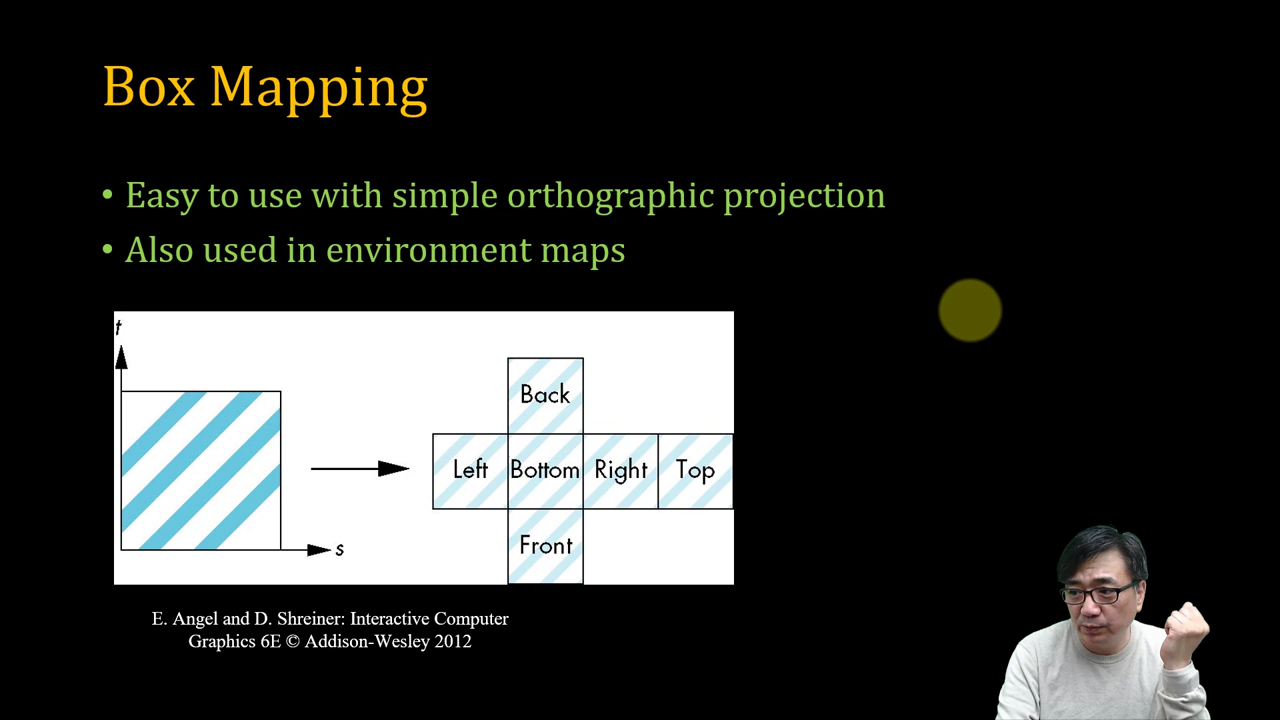 Box Mapping
• Easy to use with simple orthographic projection
• Also used in environment maps
t
Back
Left Bottom Right Top
Front
s
E. Angel and D. Shreiner: Interactive Computer
Graphics 6E © Addison-Wesley 2012